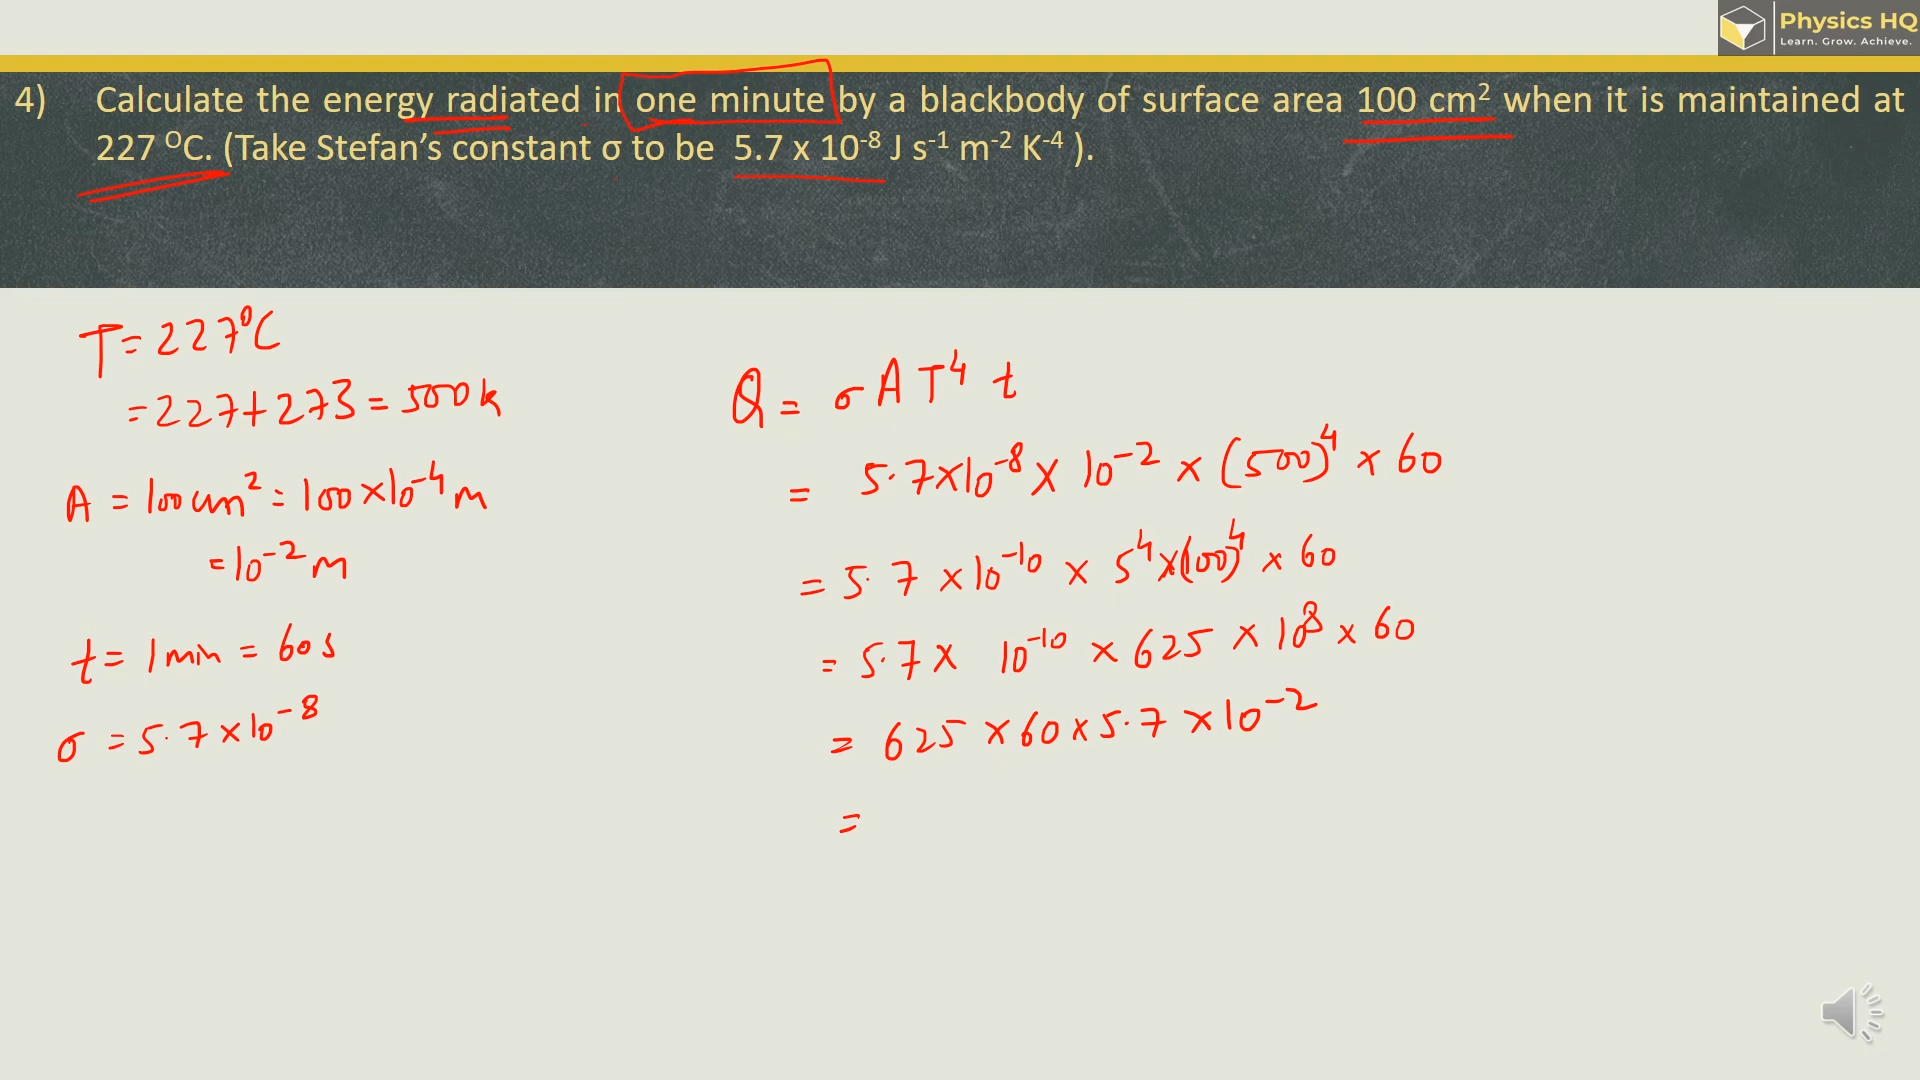 Physics HQ
Learn. Grow. Achieve.
4) Calculate the energy radiated in one minute by a blackbody of surface area 100 cm² when it is maintained at
227 ᴼC. (Take Stefan’s constant σ to be 5.7 x 10⁻⁸ J s⁻¹ m⁻² K⁻⁴ ).
T = 227⁰C
= 227 + 273 = 500 k
A = 100 cm² = 100 × 10⁻⁴ m
= 10⁻² m
t = 1 min = 60 s
σ = 5.7 × 10⁻⁸
Q = σ A T⁴ t
= 5.7 × 10⁻⁸ × 10⁻² × (500)⁴ × 60
= 5.7 × 10⁻¹⁰ × 5⁴ × (100)⁴ × 60
= 5.7 × 10⁻¹⁰ × 625 × 10⁸ × 60
= 625 × 60 × 5.7 × 10⁻²
=